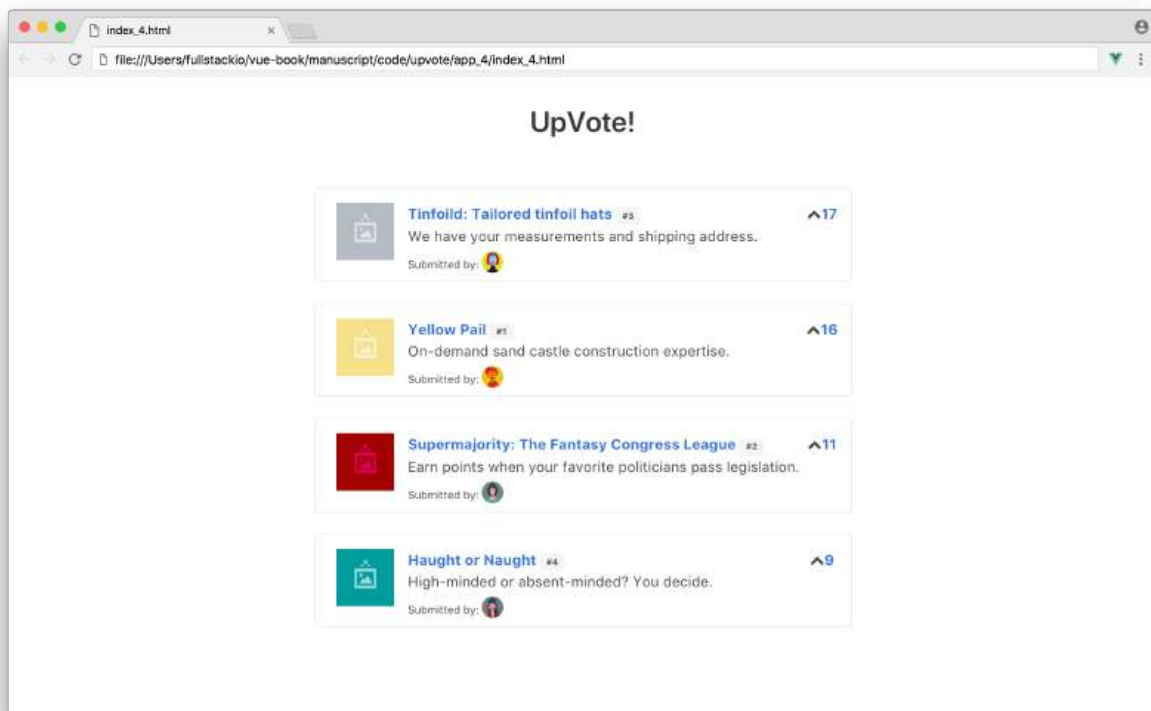 index_4.html
file:///Users/fullstackio/vue-book/manuscript/code/upvote/app_4/index_4.html
UpVote!
Tinfoild: Tailored tinfoil hats #3 17
We have your measurements and shipping address.
Submitted by:
Yellow Pail #1 16
On-demand sand castle construction expertise.
Submitted by:
Supermajority: The Fantasy Congress League #2 11
Earn points when your favorite politicians pass legislation.
Submitted by:
Haught or Naught #4 9
High-minded or absent-minded? You decide.
Submitted by: